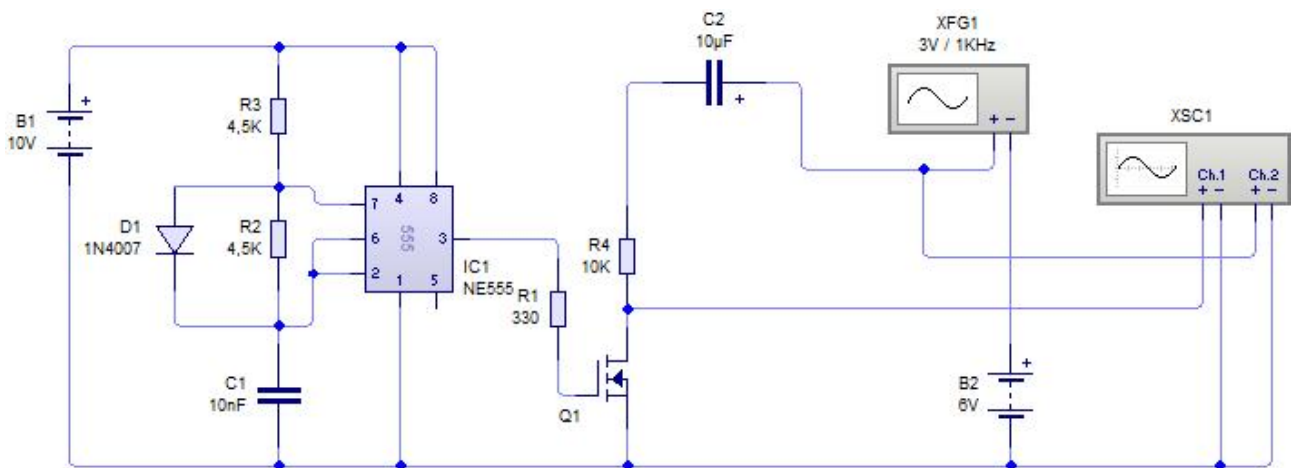 C2
10µF
XFG1
3V / 1KHz
+
+ −
XSC1
Ch.1 Ch.2
+ − + −
B1
10V
+
R3
4,5K
D1
1N4007
R2
4,5K
7 4 8
6 555 3
2 1 5
IC1
NE555
R1
330
R4
10K
C1
10nF
Q1
B2
6V
+